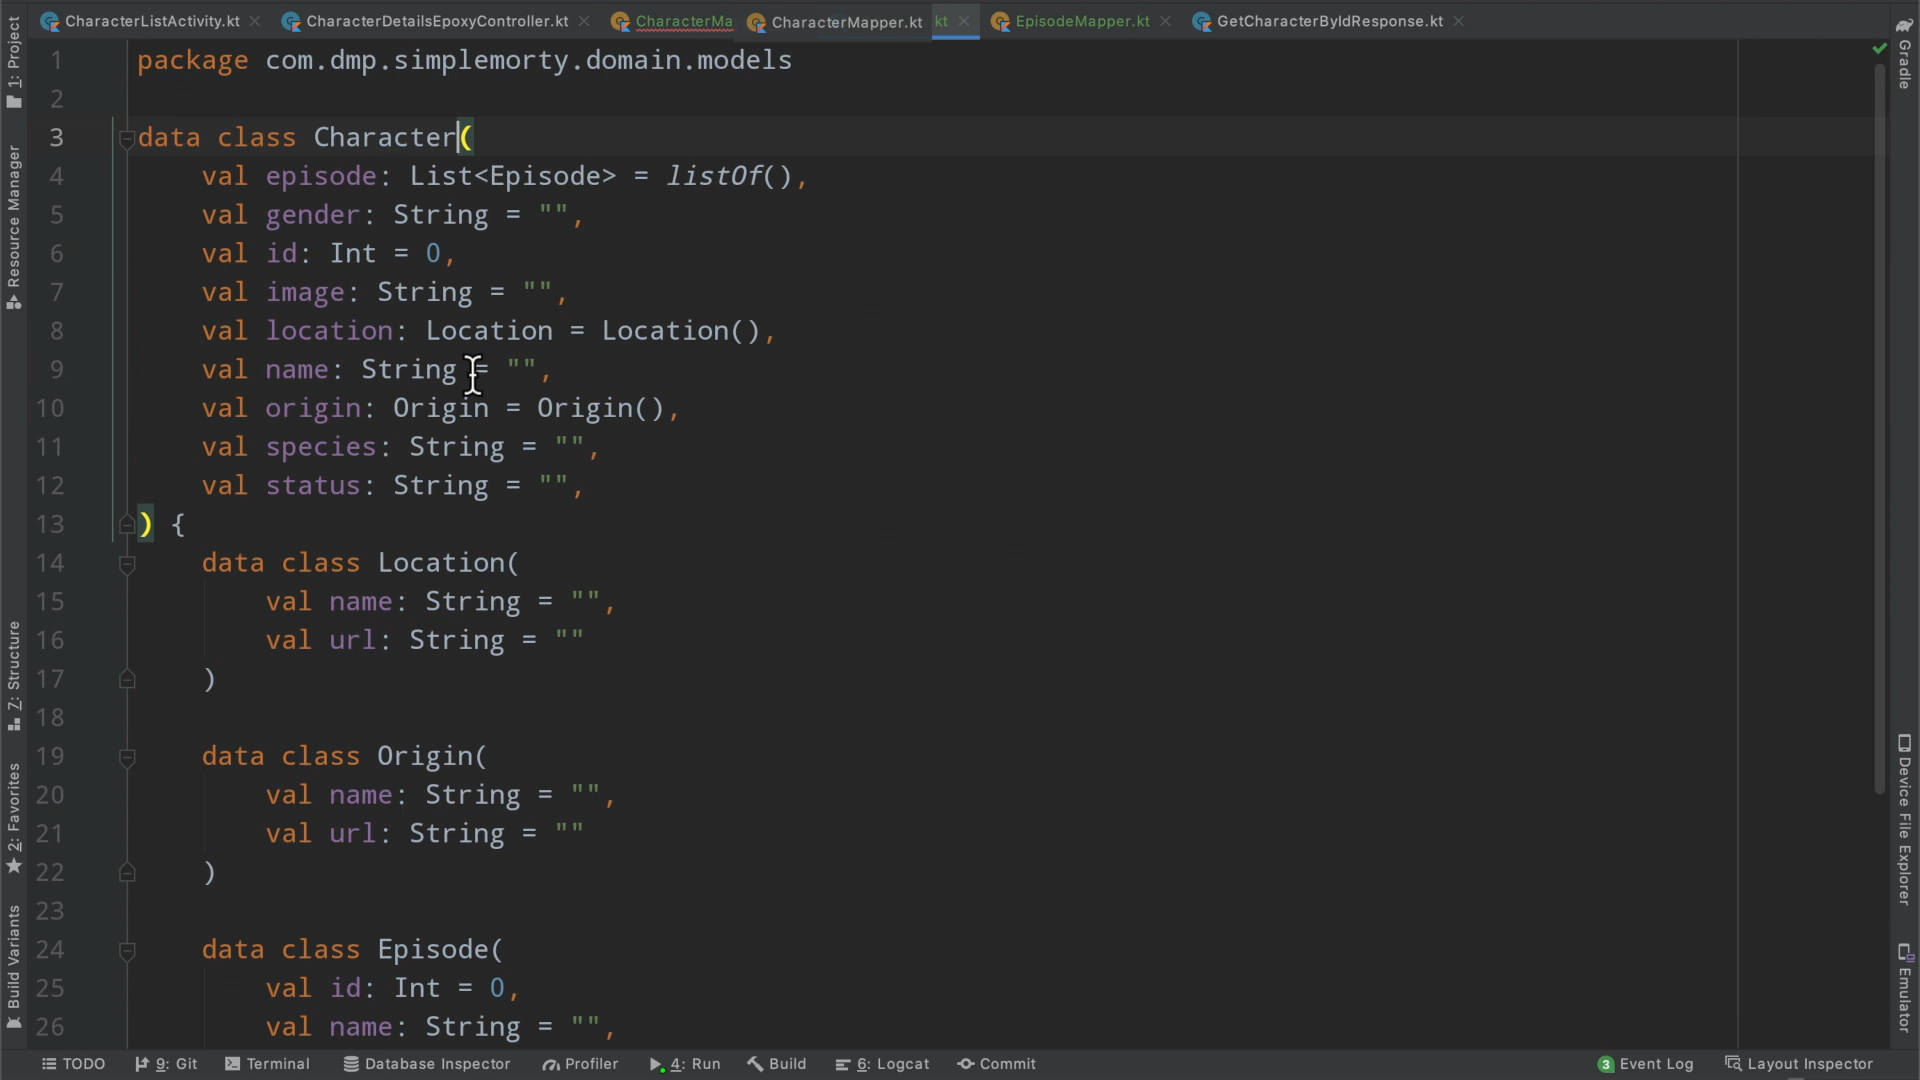 CharacterListActivity.kt
CharacterDetailsEpoxyController.kt
CharacterMa
CharacterMapper.kt
kt
EpisodeMapper.kt
GetCharacterByIdResponse.kt
1: Project
Resource Manager
Z: Structure
2: Favorites
Build Variants
Gradle
Device File Explorer
Emulator
1 package com.dmp.simplemorty.domain.models
2
3 data class Character(
4 val episode: List<Episode> = listOf(),
5 val gender: String = "",
6 val id: Int = 0,
7 val image: String = "",
8 val location: Location = Location(),
9 val name: String = "",
10 val origin: Origin = Origin(),
11 val species: String = "",
12 val status: String = "",
13 ) {
14 data class Location(
15 val name: String = "",
16 val url: String = ""
17 )
18
19 data class Origin(
20 val name: String = "",
21 val url: String = ""
22 )
23
24 data class Episode(
25 val id: Int = 0,
26 val name: String = "",
TODO
9: Git
Terminal
Database Inspector
Profiler
4: Run
Build
6: Logcat
Commit
3 Event Log
Layout Inspector